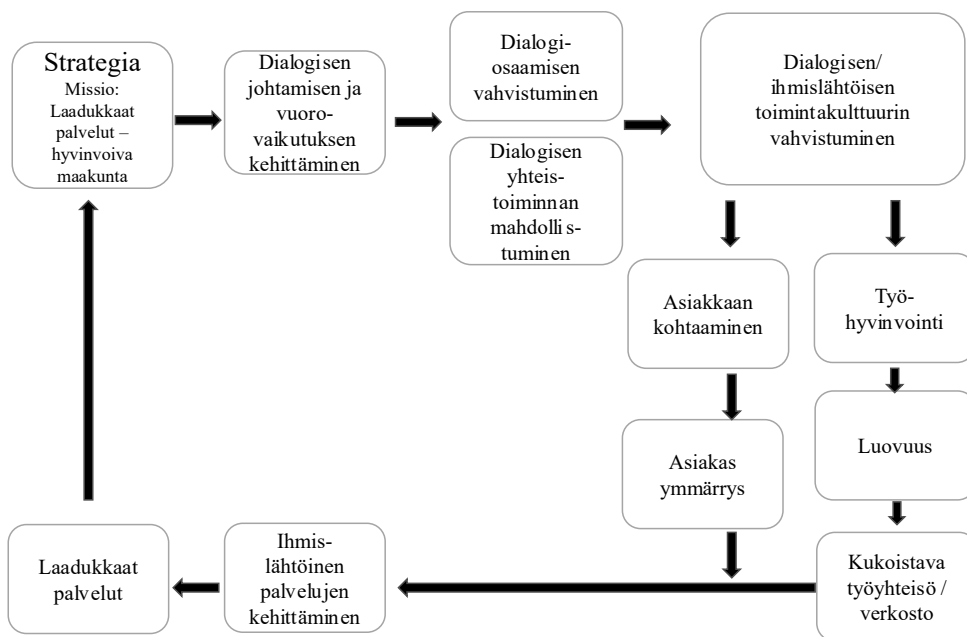 Strategia
Missio:
Laadukkaat
palvelut –
hyvinvoiva
maakunta
Dialogisen
johtamisen ja
vuoro-
vaikutuksen
kehittäminen
Dialogi-
osaamisen
vahvistuminen
Dialogisen
yhteis-
toiminnan
mahdollis-
tuminen
Dialogisen/
ihmislähtöisen
toimintakulttuurin
vahvistuminen
Asiakkaan
kohtaaminen
Työ-
hyvinvointi
Asiakas
ymmärrys
Luovuus
Kukoistava
työyhteisö /
verkosto
Ihmis-
lähtöinen
palvelujen
kehittäminen
Laadukkaat
palvelut